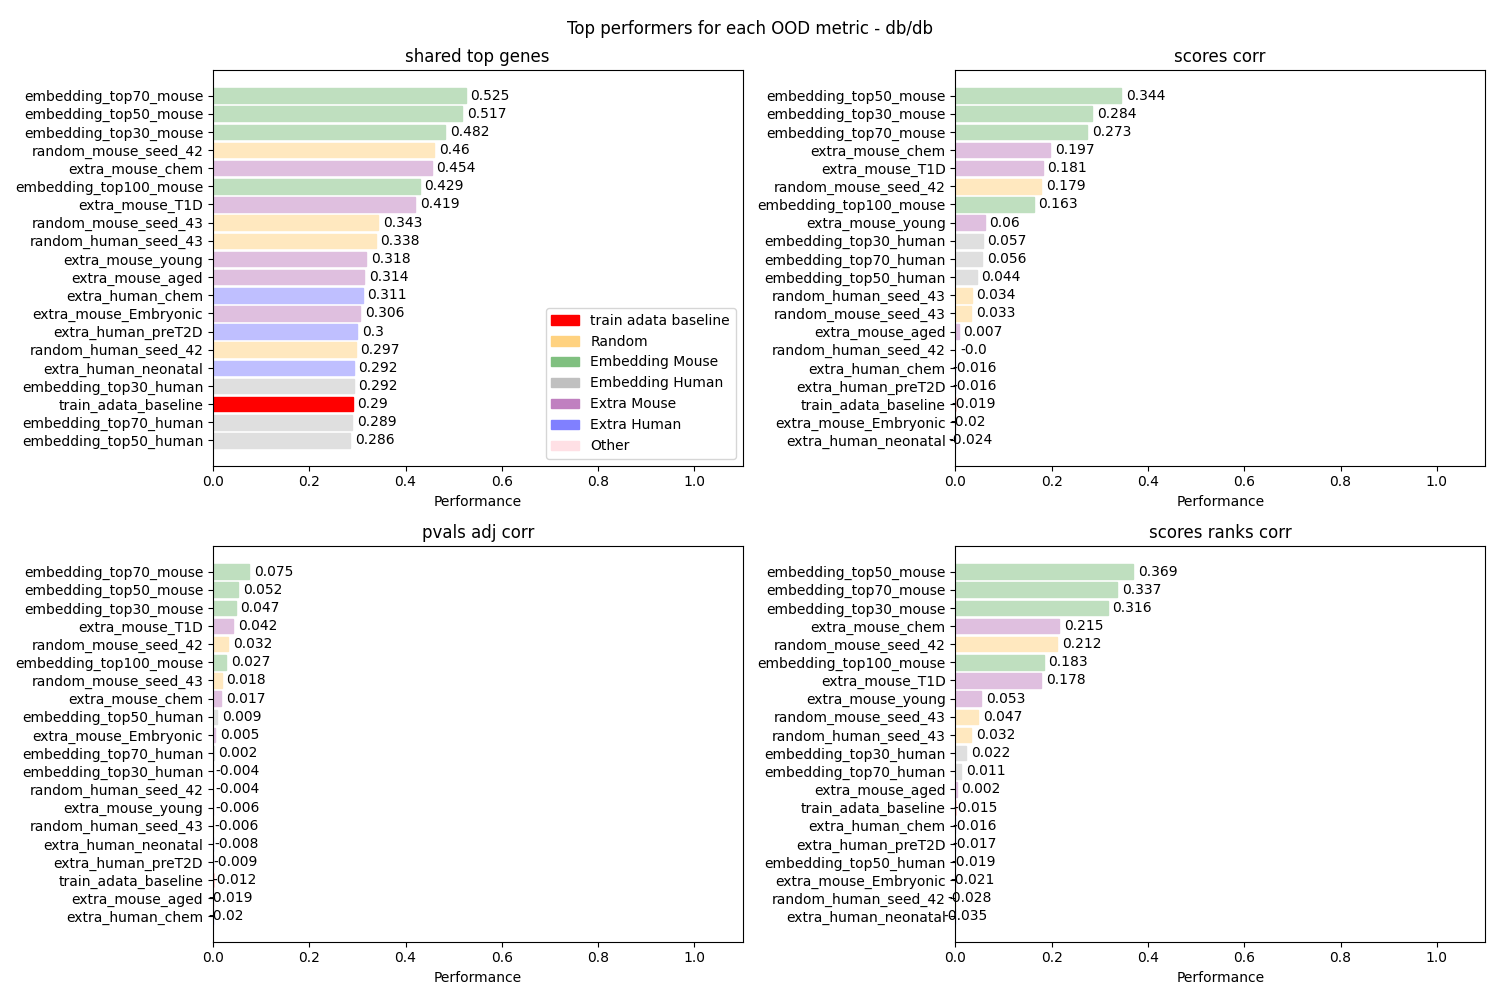 Top performers for each OOD metric - db/db
shared top genes
embedding_top70_mouse 0.525
embedding_top50_mouse 0.517
embedding_top30_mouse 0.482
random_mouse_seed_42 0.46
extra_mouse_chem 0.454
embedding_top100_mouse 0.429
extra_mouse_T1D 0.419
random_mouse_seed_43 0.343
random_human_seed_43 0.338
extra_mouse_young 0.318
extra_mouse_aged 0.314
extra_human_chem 0.311
extra_mouse_Embryonic 0.306
extra_human_preT2D 0.3
random_human_seed_42 0.297
extra_human_neonatal 0.292
embedding_top30_human 0.292
train_adata_baseline 0.29
embedding_top70_human 0.289
embedding_top50_human 0.286
0.0 0.2 0.4 0.6 0.8 1.0
Performance
train adata baseline
Random
Embedding Mouse
Embedding Human
Extra Mouse
Extra Human
Other
scores corr
embedding_top50_mouse 0.344
embedding_top30_mouse 0.284
embedding_top70_mouse 0.273
extra_mouse_chem 0.197
extra_mouse_T1D 0.181
random_mouse_seed_42 0.179
embedding_top100_mouse 0.163
extra_mouse_young 0.06
embedding_top30_human 0.057
embedding_top70_human 0.056
embedding_top50_human 0.044
random_human_seed_43 0.034
random_mouse_seed_43 0.033
extra_mouse_aged 0.007
random_human_seed_42 -0.0
extra_human_chem -0.016
extra_human_preT2D -0.016
train_adata_baseline -0.019
extra_mouse_Embryonic -0.02
extra_human_neonatal -0.024
0.0 0.2 0.4 0.6 0.8 1.0
Performance
pvals adj corr
embedding_top70_mouse 0.075
embedding_top50_mouse 0.052
embedding_top30_mouse 0.047
extra_mouse_T1D 0.042
random_mouse_seed_42 0.032
embedding_top100_mouse 0.027
random_mouse_seed_43 0.018
extra_mouse_chem 0.017
embedding_top50_human 0.009
extra_mouse_Embryonic 0.005
embedding_top70_human 0.002
embedding_top30_human -0.004
random_human_seed_42 -0.004
extra_mouse_young -0.006
random_human_seed_43 -0.006
extra_human_neonatal -0.008
extra_human_preT2D -0.009
train_adata_baseline -0.012
extra_mouse_aged -0.019
extra_human_chem -0.02
0.0 0.2 0.4 0.6 0.8 1.0
Performance
scores ranks corr
embedding_top50_mouse 0.369
embedding_top70_mouse 0.337
embedding_top30_mouse 0.316
extra_mouse_chem 0.215
random_mouse_seed_42 0.212
embedding_top100_mouse 0.183
extra_mouse_T1D 0.178
extra_mouse_young 0.053
random_mouse_seed_43 0.047
random_human_seed_43 0.032
embedding_top30_human 0.022
embedding_top70_human 0.011
extra_mouse_aged 0.002
train_adata_baseline -0.015
extra_human_chem -0.016
extra_human_preT2D -0.017
embedding_top50_human -0.019
extra_mouse_Embryonic -0.021
random_human_seed_42 -0.028
extra_human_neonatal -0.035
0.0 0.2 0.4 0.6 0.8 1.0
Performance